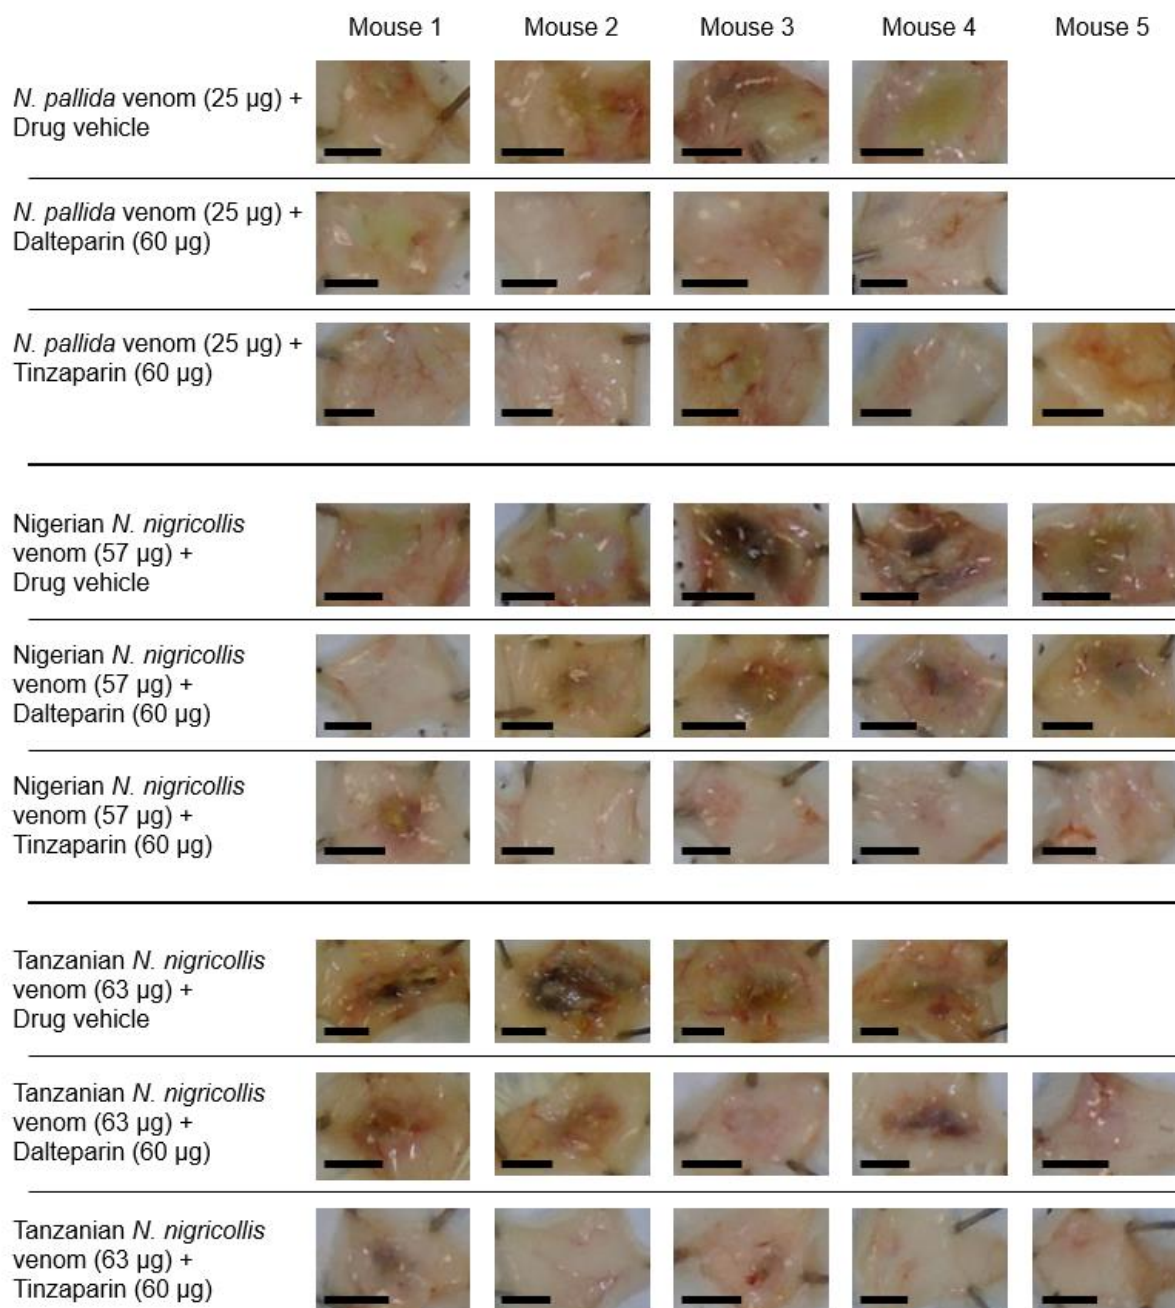 Mouse 1 Mouse 2 Mouse 3 Mouse 4 Mouse 5
N. pallida venom (25 µg) +
Drug vehicle
N. pallida venom (25 µg) +
Dalteparin (60 µg)
N. pallida venom (25 µg) +
Tinzaparin (60 µg)
Nigerian N. nigricollis
venom (57 µg) +
Drug vehicle
Nigerian N. nigricollis
venom (57 µg) +
Dalteparin (60 µg)
Nigerian N. nigricollis
venom (57 µg) +
Tinzaparin (60 µg)
Tanzanian N. nigricollis
venom (63 µg) +
Drug vehicle
Tanzanian N. nigricollis
venom (63 µg) +
Dalteparin (60 µg)
Tanzanian N. nigricollis
venom (63 µg) +
Tinzaparin (60 µg)